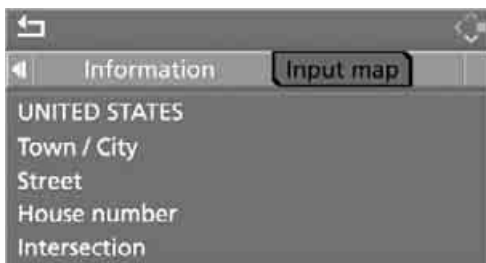 Information Input map
UNITED STATES
Town / City
Street
House number
Intersection